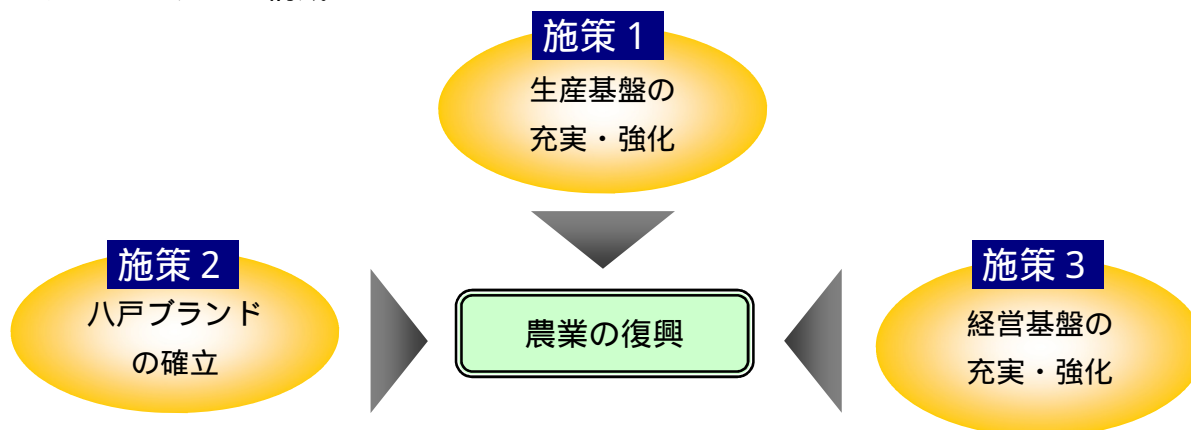 施策 1
生産基盤の
充実・強化
施策 2
八戸ブランド
の確立
農業の復興
施策 3
経営基盤の
充実・強化